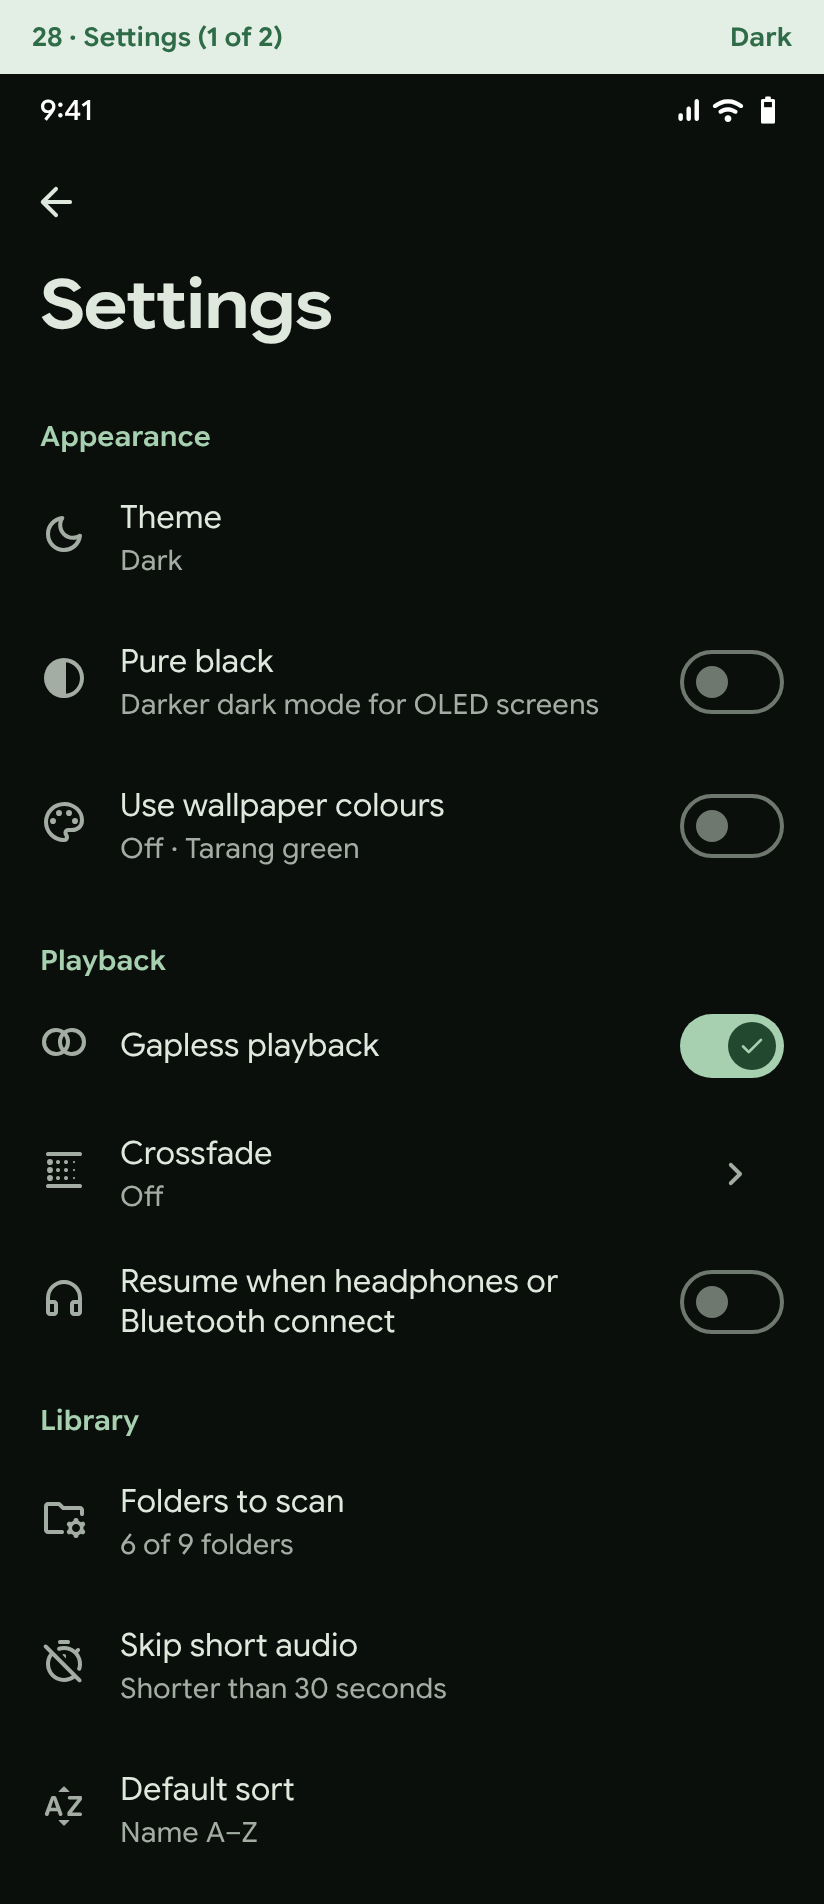 28 · Settings (1 of 2)
Dark
9:41
Settings
Appearance
Theme
Dark
Pure black
Darker dark mode for OLED screens
Use wallpaper colours
Off · Tarang green
Playback
Gapless playback
Crossfade
Off
Resume when headphones or
Bluetooth connect
Library
Folders to scan
6 of 9 folders
Skip short audio
Shorter than 30 seconds
AZ
Default sort
Name A–Z